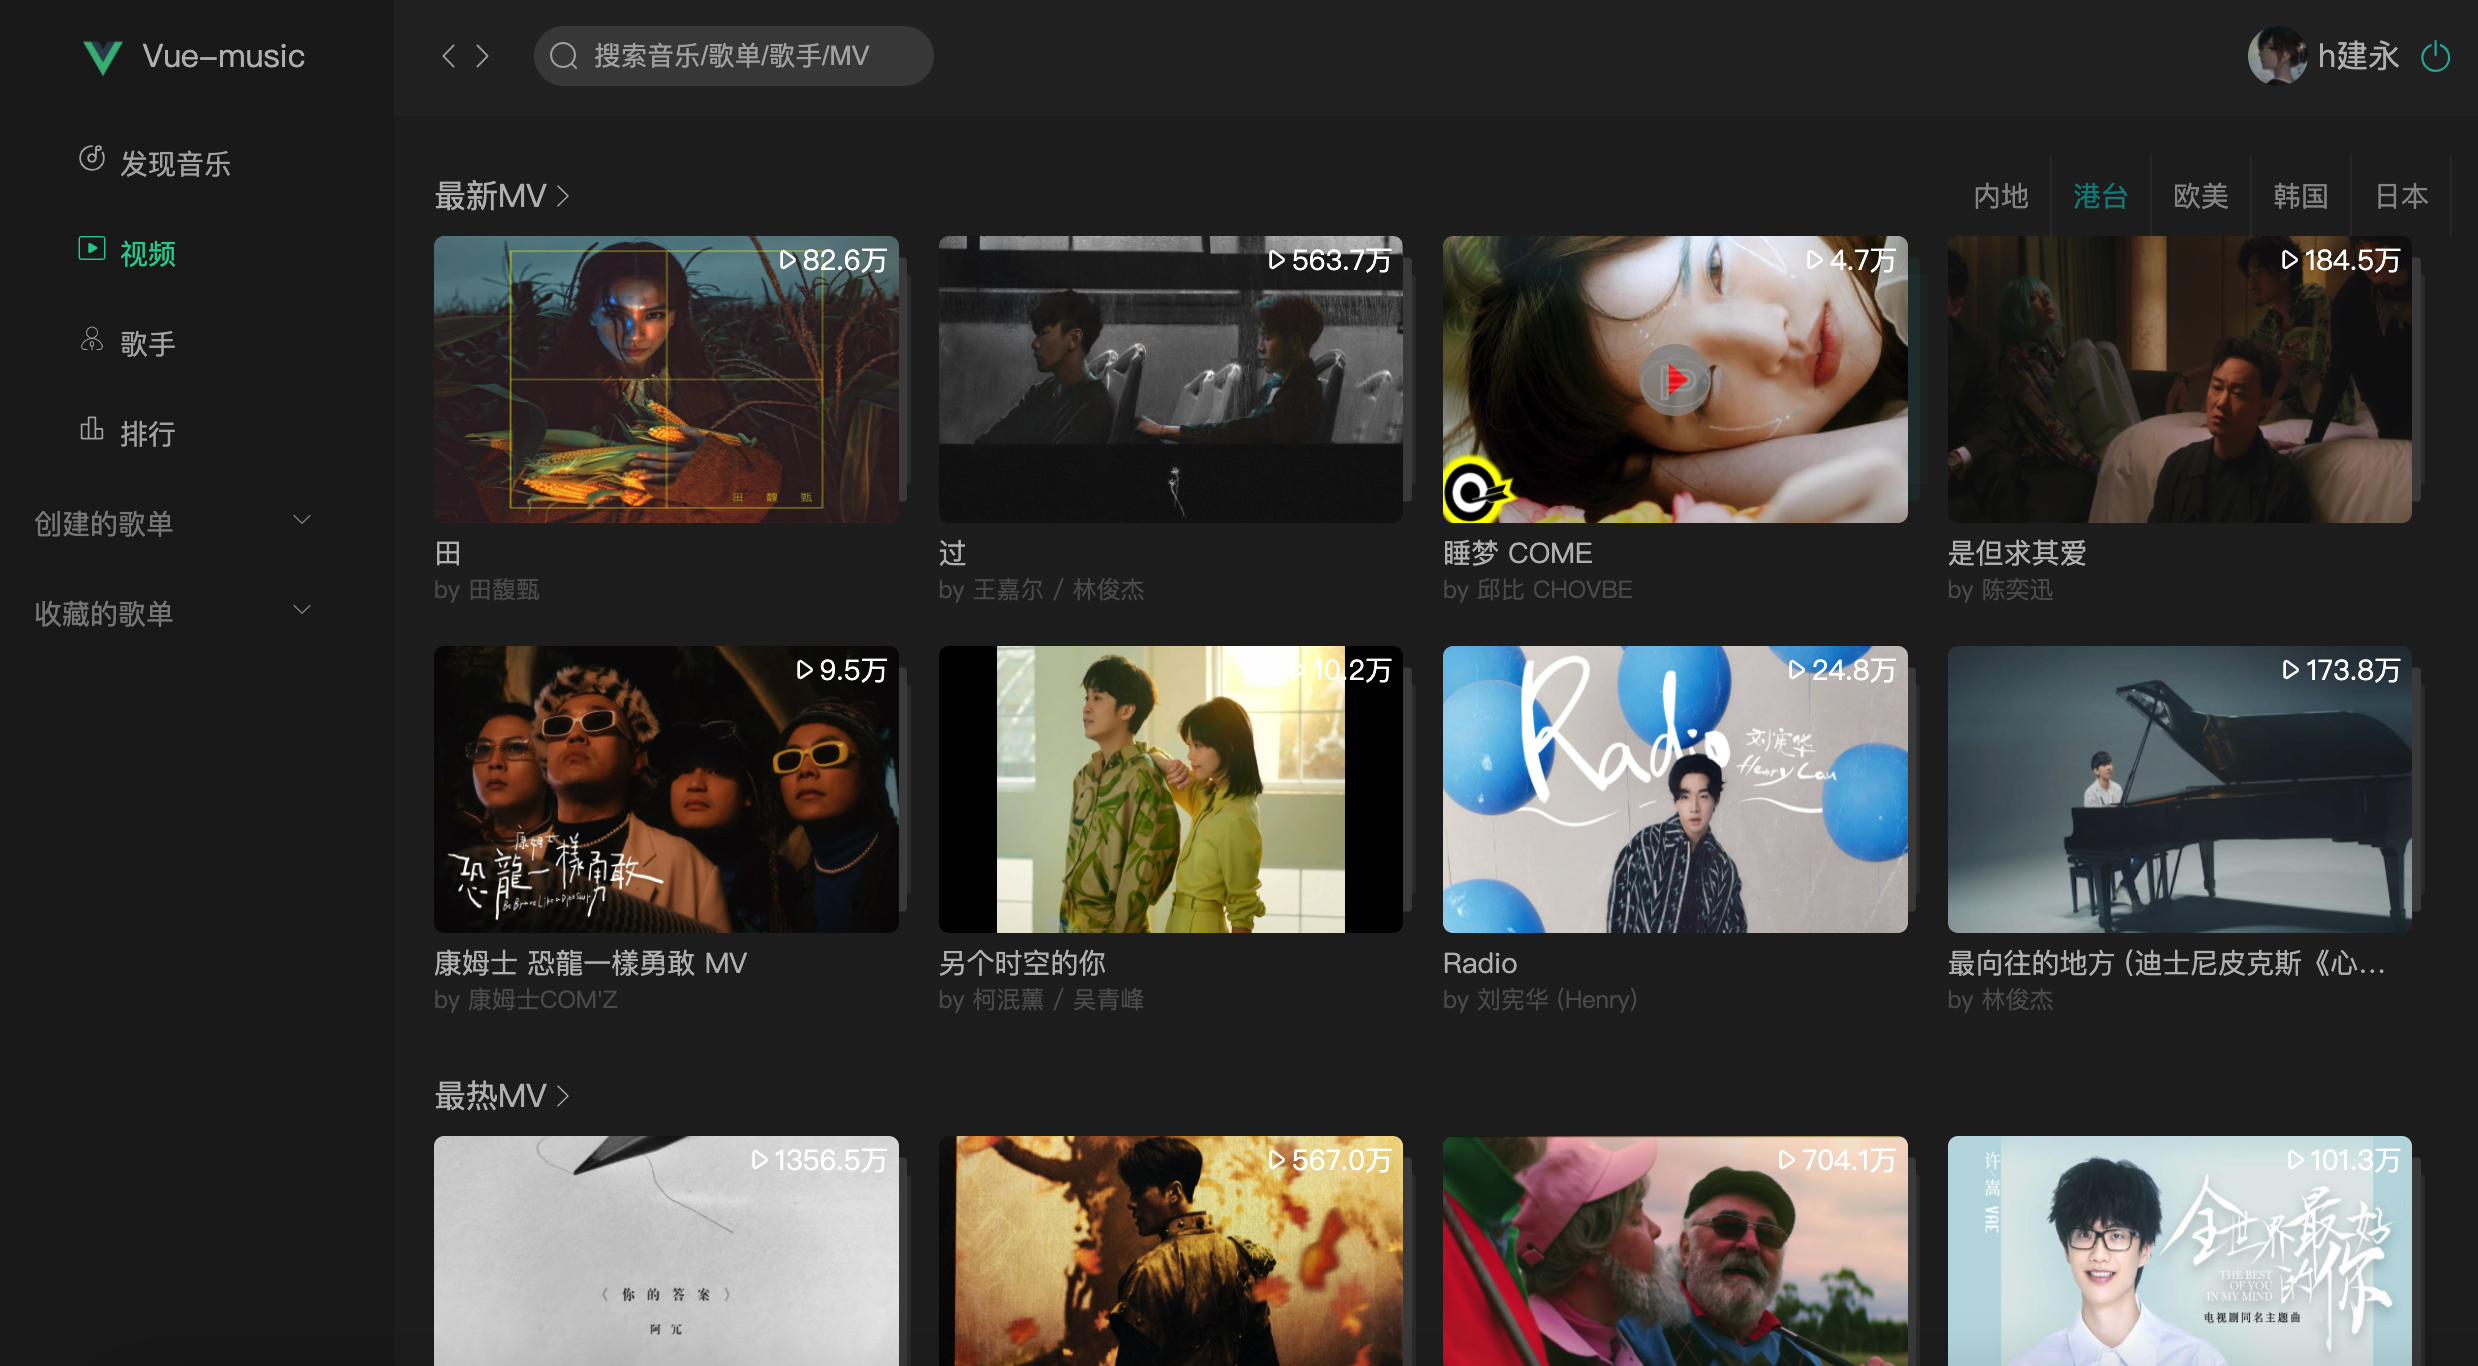 Vue-music
搜索音乐/歌单/歌手/MV
h建永
发现音乐
视频
歌手
排行
创建的歌单
收藏的歌单
最新MV
内地
港台
欧美
韩国
日本
82.6万
田 馥 甄
田
by 田馥甄
563.7万
过
by 王嘉尔 / 林俊杰
4.7万
睡梦 COME
by 邱比 CHOVBE
184.5万
是但求其爱
by 陈奕迅
9.5万
康姆士
恐龍一樣勇敢
Be Brave Like a Dinosaur
康姆士 恐龍一樣勇敢 MV
by 康姆士COM'Z
10.2万
另个时空的你
by 柯泯薰 / 吴青峰
24.8万
Radio
刘宪华
Henry Lau
Radio
by 刘宪华 (Henry)
173.8万
最向往的地方 (迪士尼皮克斯《心...
by 林俊杰
最热MV
1356.5万
《 你 的 答 案 》
阿 冗
567.0万
704.1万
101.3万
许嵩 VAE
全世界最好的你
THE BEST
OF YOU
IN MY MIND
电视剧同名主题曲